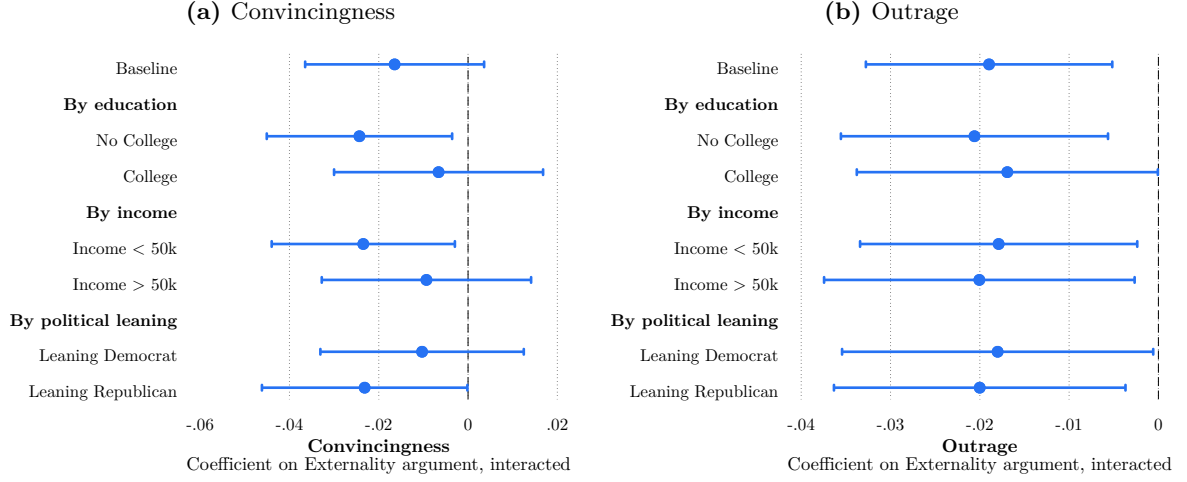 (a) Convincingness
Baseline
By education
No College
College
By income
Income < 50k
Income > 50k
By political leaning
Leaning Democrat
Leaning Republican
-.06 -.04 -.02 0 .02
Convincingness
Coefficient on Externality argument, interacted
(b) Outrage
Baseline
By education
No College
College
By income
Income < 50k
Income > 50k
By political leaning
Leaning Democrat
Leaning Republican
-.04 -.03 -.02 -.01 0
Outrage
Coefficient on Externality argument, interacted